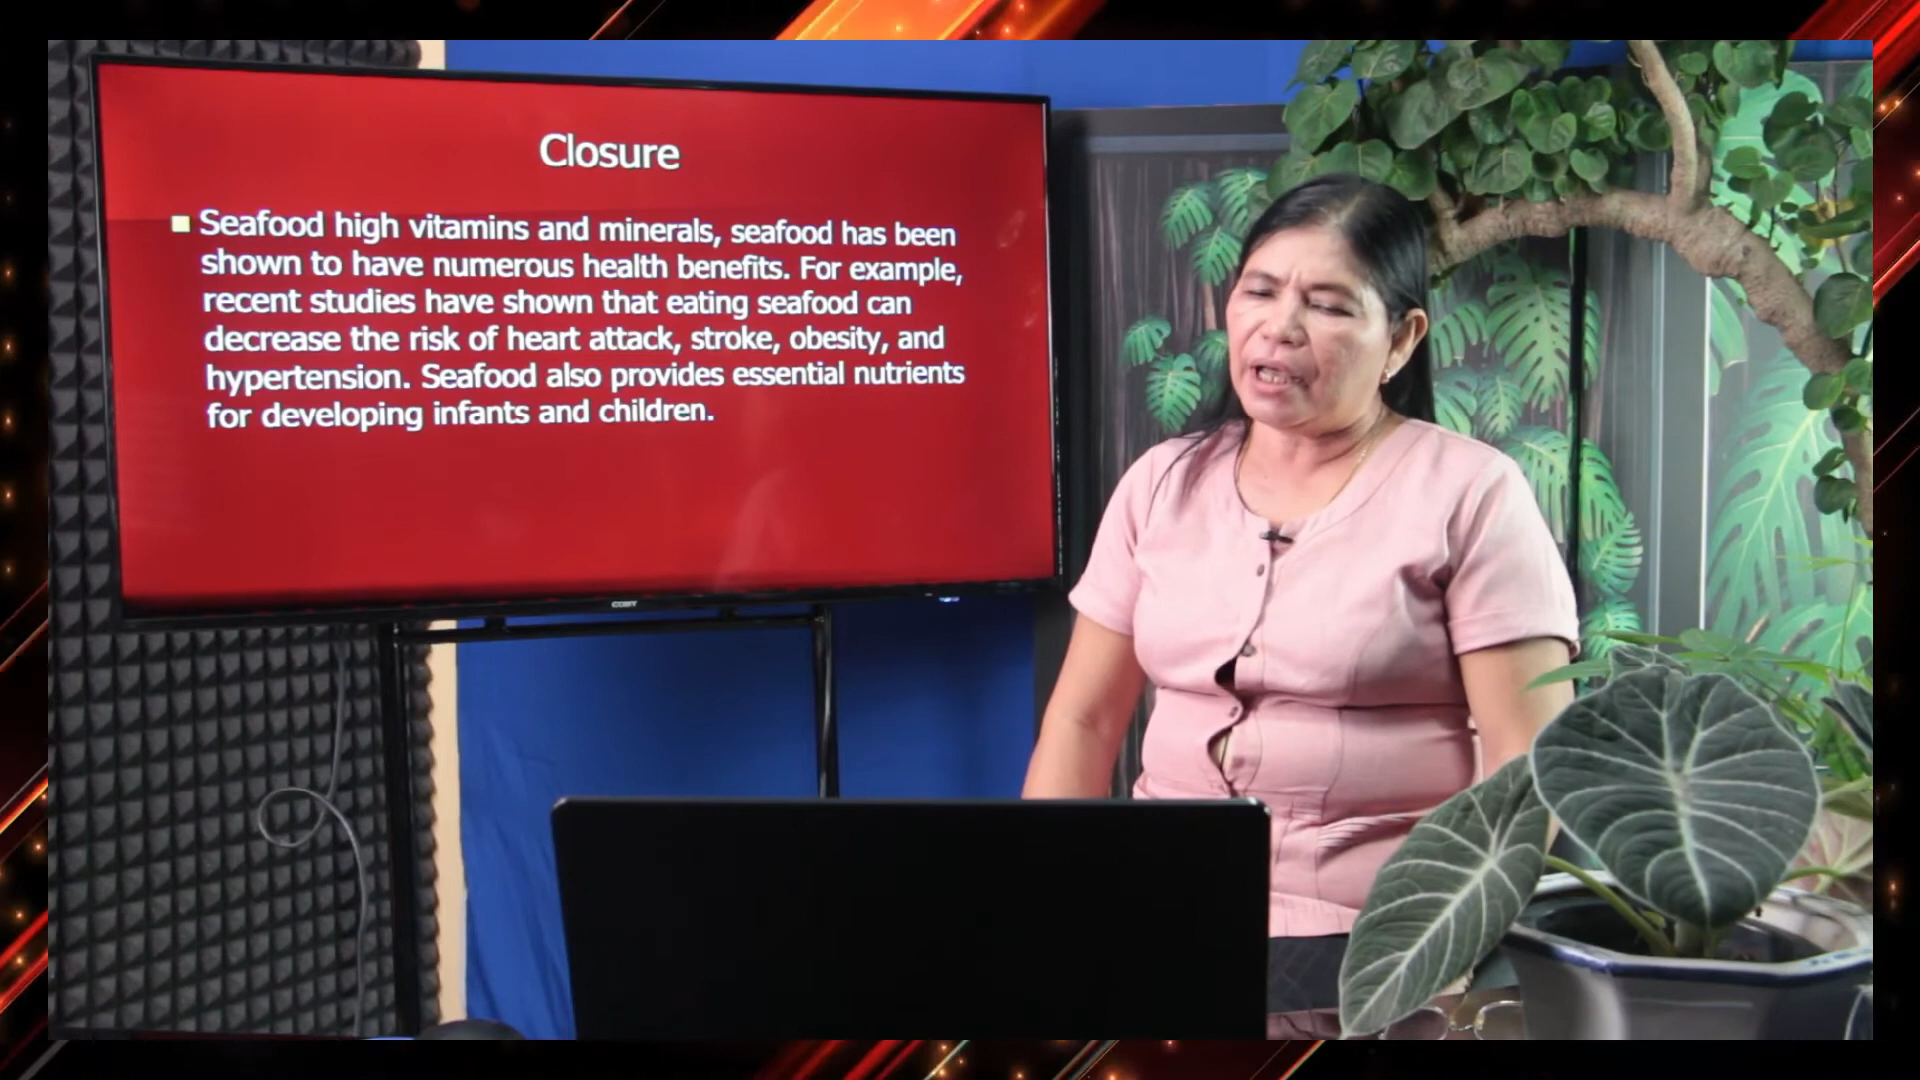 Closure
Seafood high vitamins and minerals, seafood has been
shown to have numerous health benefits. For example,
recent studies have shown that eating seafood can
decrease the risk of heart attack, stroke, obesity, and
hypertension. Seafood also provides essential nutrients
for developing infants and children.
COBY